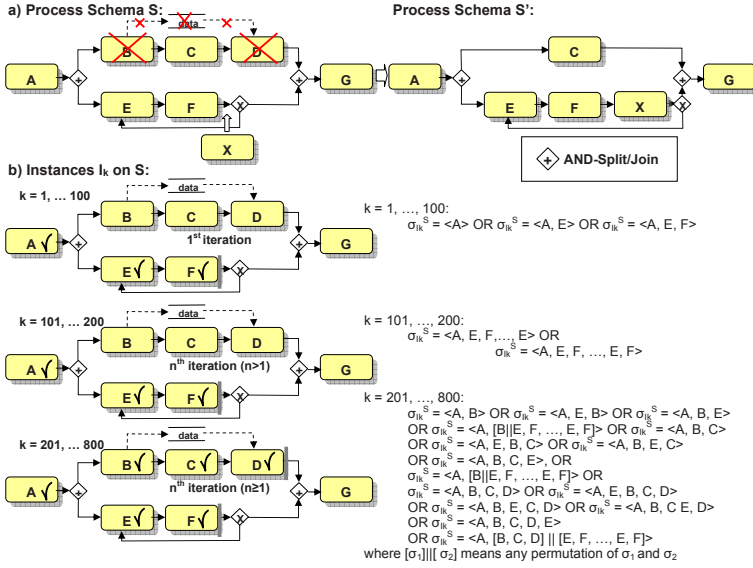 a) Process Schema S:
Process Schema S':
B
data
C
D
A
+
E
F
X
+
G
X
A
+
C
E
F
X
X
+
G
+ AND-Split/Join
b) Instances Ik on S:
k = 1, … 100
data
B
C
D
1st iteration
A
+
E
F
X
+
G
k = 1, …, 100:
σIkS = <A> OR σIkS = <A, E> OR σIkS = <A, E, F>
k = 101, … 200
data
B
C
D
nth iteration (n>1)
A
+
E
F
X
+
G
k = 101, …, 200:
σIkS = <A, E, F,…, E> OR
σIkS = <A, E, F, …, E, F>
k = 201, … 800
data
B
C
D
nth iteration (n≥1)
A
+
E
F
X
+
G
k = 201, …, 800:
σIkS = <A, B> OR σIkS = <A, E, B> OR σIkS = <A, B, E>
OR σIkS = <A, [B||E, F, …, E, F]> OR σIkS = <A, B, C>
OR σIkS = <A, E, B, C> OR σIkS = <A, B, E, C>
OR σIkS = <A, B, C, E>, OR
σIkS = <A, [B||E, F, …, E, F]> OR
σIkS = <A, B, C, D> OR σIkS = <A, E, B, C, D>
OR σIkS = <A, B, E, C, D> OR σIkS = <A, B, C E, D>
OR σIkS = <A, B, C, D, E>
OR σIkS = <A, [B, C, D] || [E, F, …, E, F]>
where [σ1]||[ σ2] means any permutation of σ1 and σ2